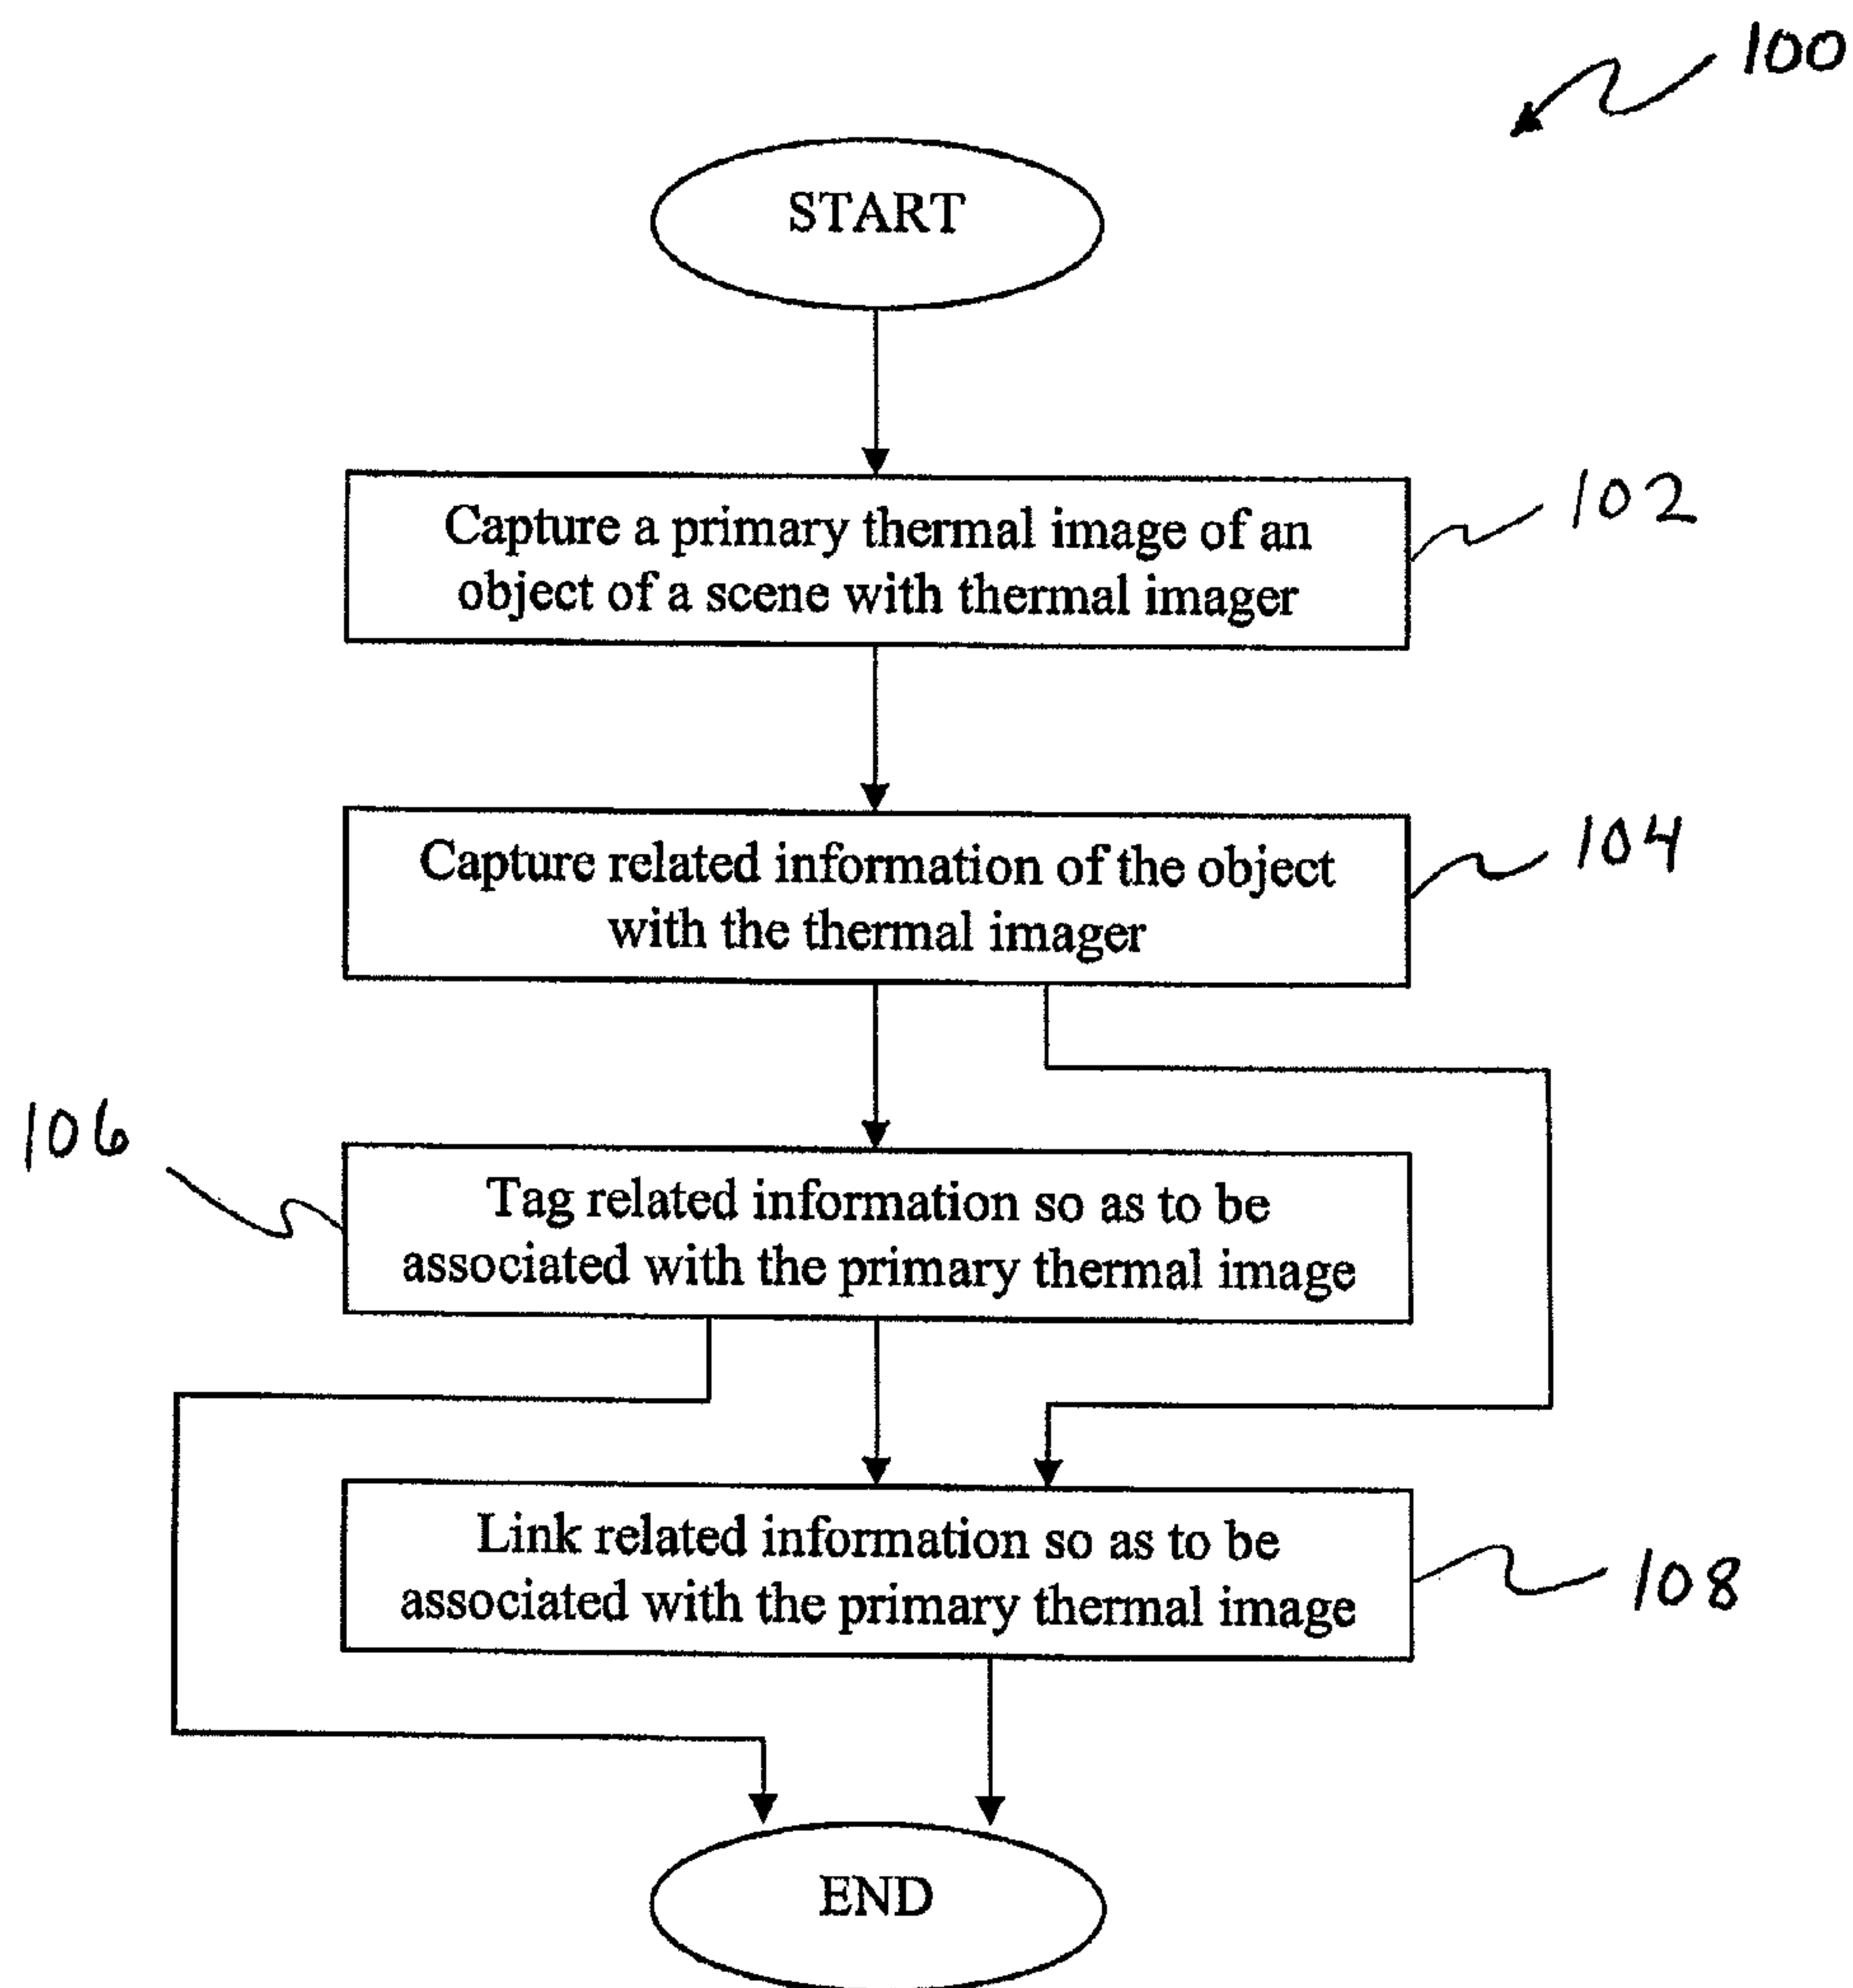 100
START
Capture a primary thermal image of an
object of a scene with thermal imager
102
Capture related information of the object
with the thermal imager
104
106
Tag related information so as to be
associated with the primary thermal image
Link related information so as to be
associated with the primary thermal image
108
END